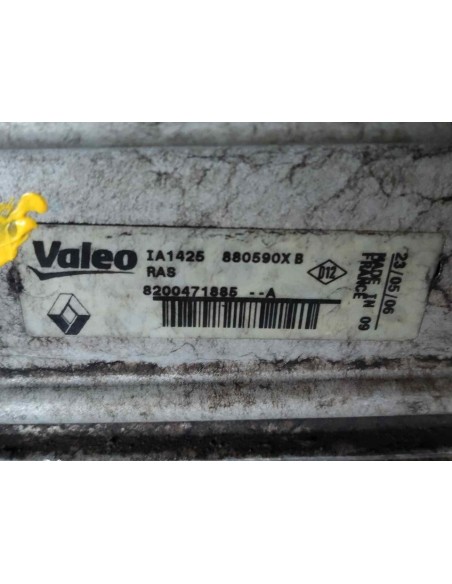 Valeo IA1425 880590X B
RAS
8200471885 --A
D12
23/05/06
MADE IN 09
FRANCE